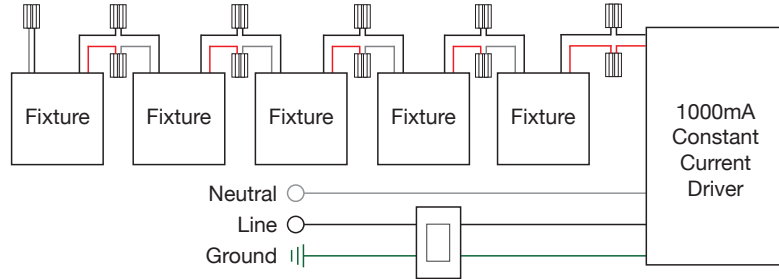 Fixture
Fixture
Fixture
Fixture
Fixture
1000mA
Constant
Current
Driver
Neutral
Line
Ground